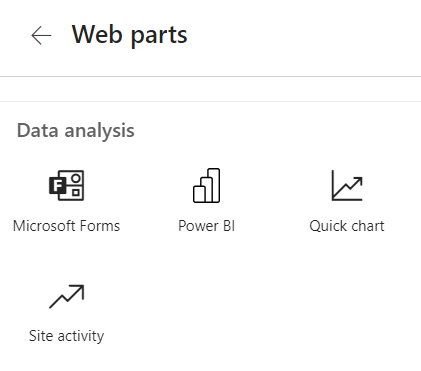 Web parts
Data analysis
Microsoft Forms
Power BI
Quick chart
Site activity